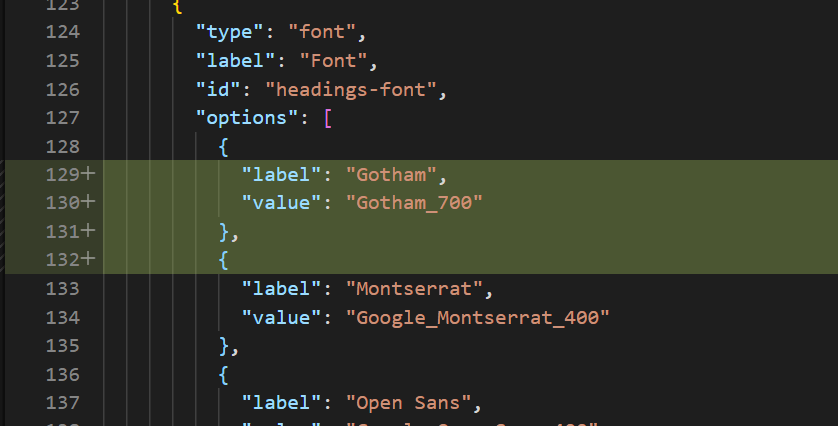 123 {
124 "type": "font",
125 "label": "Font",
126 "id": "headings-font",
127 "options": [
128 {
129+ "label": "Gotham",
130+ "value": "Gotham_700"
131+ },
132+ {
133 "label": "Montserrat",
134 "value": "Google_Montserrat_400"
135 },
136 {
137 "label": "Open Sans",